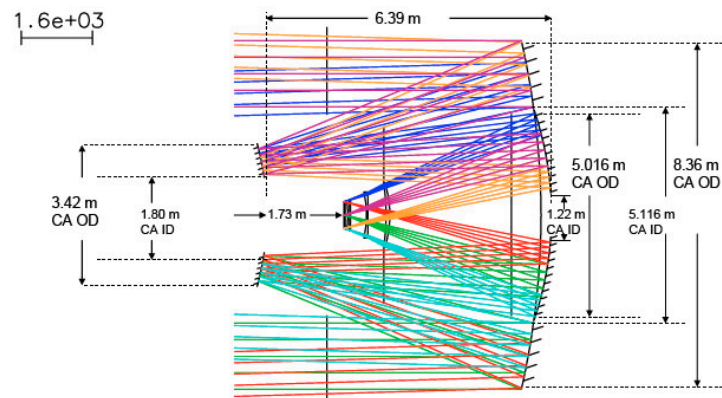 1.6e+03
6.39 m
3.42 m
CA OD
1.80 m
CA ID
1.73 m
1.22 m
CA ID
5.016 m
CA OD
5.116 m
CA ID
8.36 m
CA OD